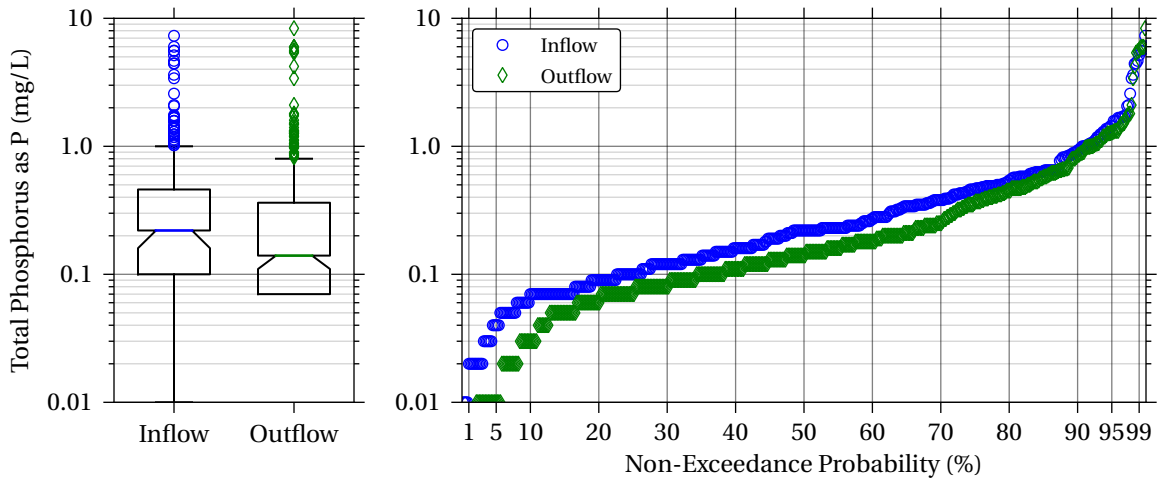 Total Phosphorus as P (mg/L)
10
1.0
0.1
0.01
Inflow Outflow
10
1.0
0.1
0.01
Inflow
Outflow
1 5 10 20 30 40 50 60 70 80 90 95 99
Non-Exceedance Probability (%)